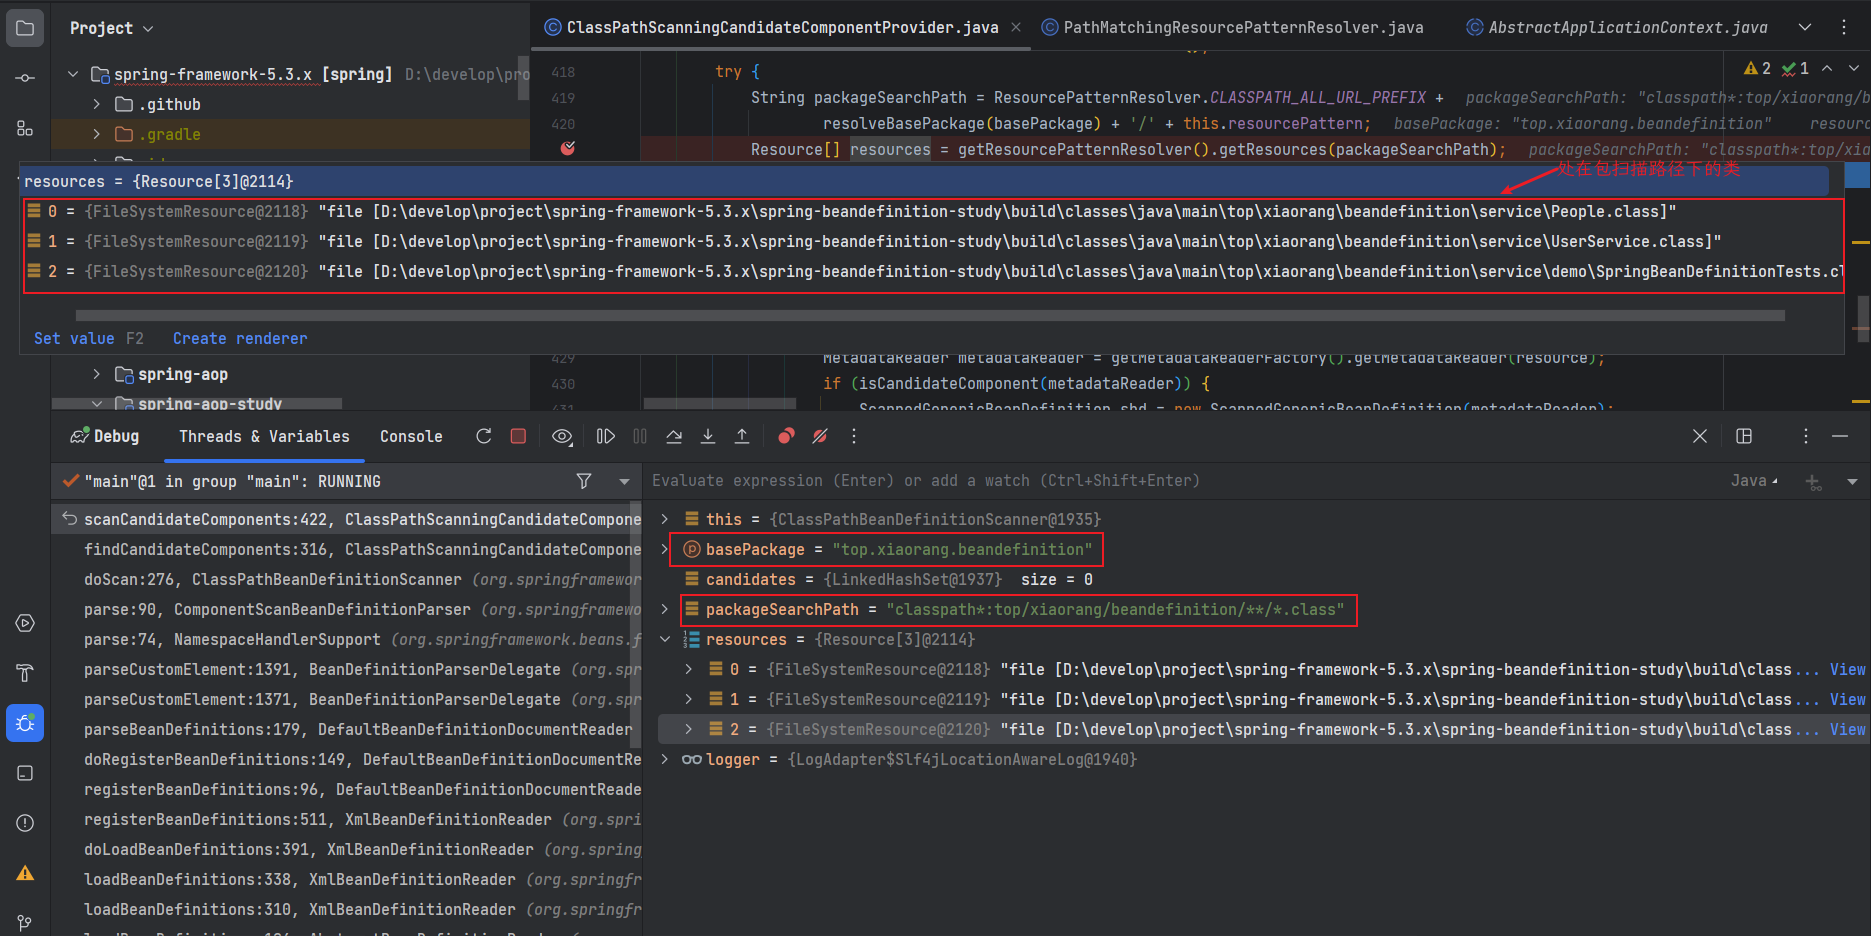 Project
ClassPathScanningCandidateComponentProvider.java
PathMatchingResourcePatternResolver.java
AbstractApplicationContext.java
spring-framework-5.3.x [spring] D:\develop\pro
.github
.gradle
2 1
418 try {
419 String packageSearchPath = ResourcePatternResolver.CLASSPATH_ALL_URL_PREFIX + packageSearchPath: "classpath*:top/xiaorang/b
420 resolveBasePackage(basePackage) + '/' + this.resourcePattern; basePackage: "top.xiaorang.beandefinition" resour
Resource[] resources = getResourcePatternResolver().getResources(packageSearchPath); packageSearchPath: "classpath*:top/xia
处在包扫描路径下的类
resources = {Resource[3]@2114}
0 = {FileSystemResource@2118} "file [D:\develop\project\spring-framework-5.3.x\spring-beandefinition-study\build\classes\java\main\top\xiaorang\beandefinition\service\People.class]"
1 = {FileSystemResource@2119} "file [D:\develop\project\spring-framework-5.3.x\spring-beandefinition-study\build\classes\java\main\top\xiaorang\beandefinition\service\UserService.class]"
2 = {FileSystemResource@2120} "file [D:\develop\project\spring-framework-5.3.x\spring-beandefinition-study\build\classes\java\main\top\xiaorang\beandefinition\service\demo\SpringBeanDefinitionTests.cl
Set value F2 Create renderer
429 MetadataReader metadataReader = getMetadataReaderFactory().getMetadataReader(resource);
spring-aop
430 if (isCandidateComponent(metadataReader)) {
spring-aop-study
431 ScannedGenericBeanDefinition sbd = new ScannedGenericBeanDefinition(metadataReader);
Debug Threads & Variables Console
"main"@1 in group "main": RUNNING
Evaluate expression (Enter) or add a watch (Ctrl+Shift+Enter)
Java
scanCandidateComponents:422, ClassPathScanningCandidateCompone
findCandidateComponents:316, ClassPathScanningCandidateCompone
doScan:276, ClassPathBeanDefinitionScanner (org.springframewor
parse:90, ComponentScanBeanDefinitionParser (org.springframewo
parse:74, NamespaceHandlerSupport (org.springframework.beans.f
parseCustomElement:1391, BeanDefinitionParserDelegate (org.spr
parseCustomElement:1371, BeanDefinitionParserDelegate (org.spr
parseBeanDefinitions:179, DefaultBeanDefinitionDocumentReader
doRegisterBeanDefinitions:149, DefaultBeanDefinitionDocumentRe
registerBeanDefinitions:96, DefaultBeanDefinitionDocumentReade
registerBeanDefinitions:511, XmlBeanDefinitionReader (org.spri
doLoadBeanDefinitions:391, XmlBeanDefinitionReader (org.spring
loadBeanDefinitions:338, XmlBeanDefinitionReader (org.springfr
loadBeanDefinitions:310, XmlBeanDefinitionReader (org.springfr
this = {ClassPathBeanDefinitionScanner@1935}
basePackage = "top.xiaorang.beandefinition"
candidates = {LinkedHashSet@1937} size = 0
packageSearchPath = "classpath*:top/xiaorang/beandefinition/**/*.class"
resources = {Resource[3]@2114}
0 = {FileSystemResource@2118} "file [D:\develop\project\spring-framework-5.3.x\spring-beandefinition-study\build\class... View
1 = {FileSystemResource@2119} "file [D:\develop\project\spring-framework-5.3.x\spring-beandefinition-study\build\class... View
2 = {FileSystemResource@2120} "file [D:\develop\project\spring-framework-5.3.x\spring-beandefinition-study\build\class... View
logger = {LogAdapter$Slf4jLocationAwareLog@1940}